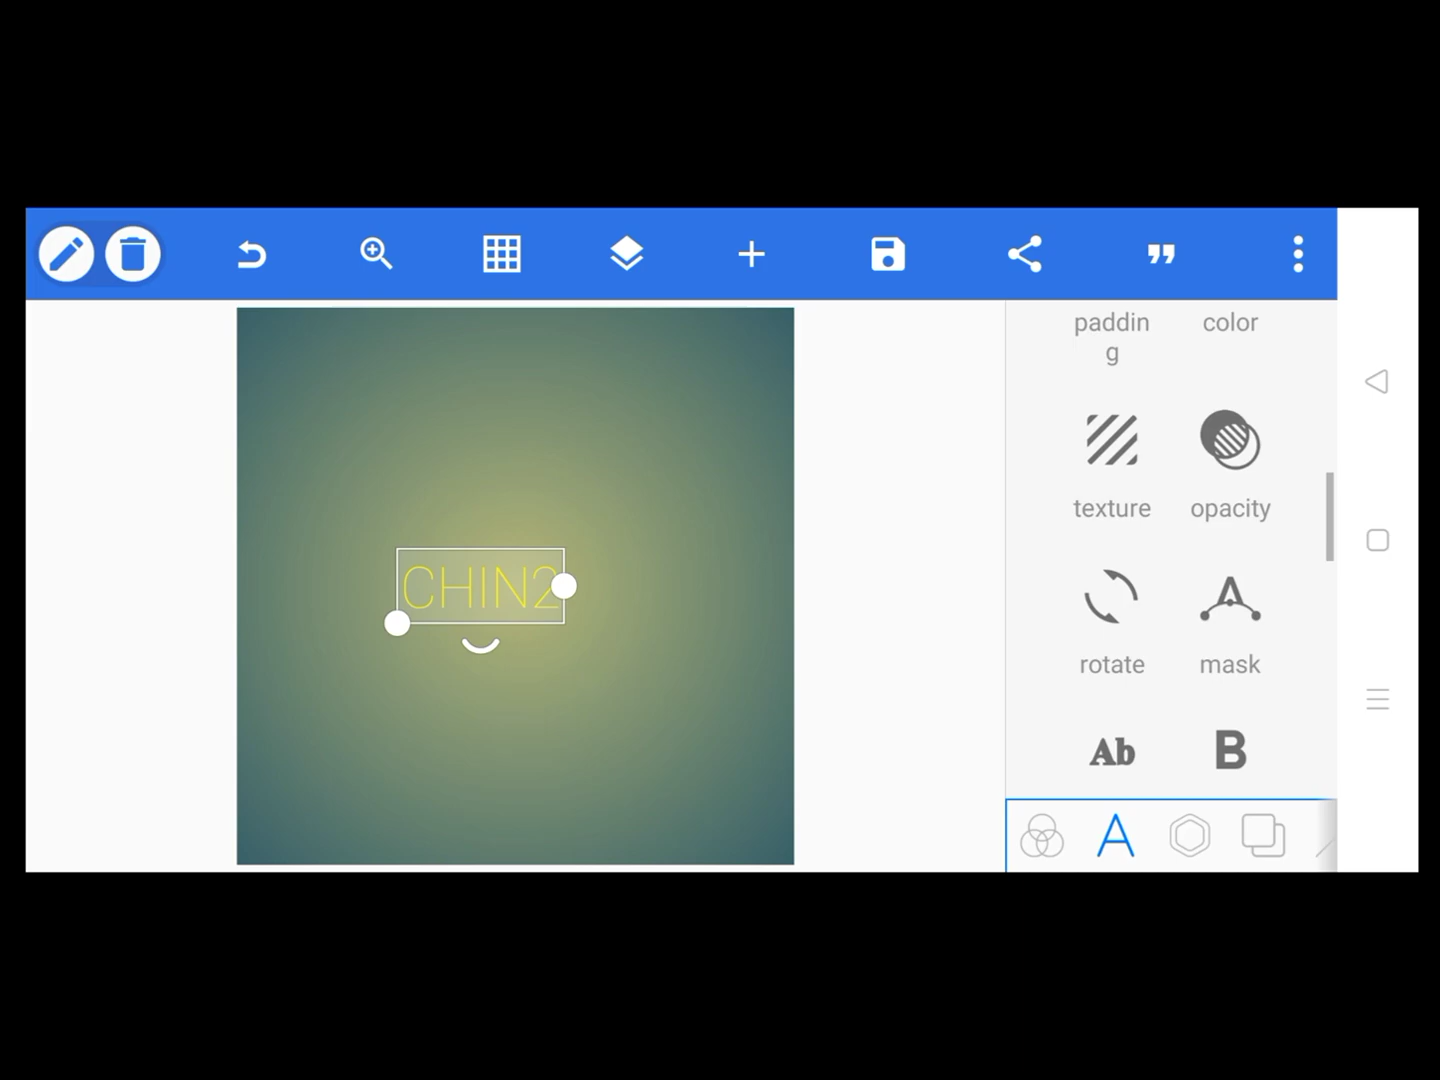 paddin color
g
texture opacity
CHIN2
rotate mask
Ab B
A